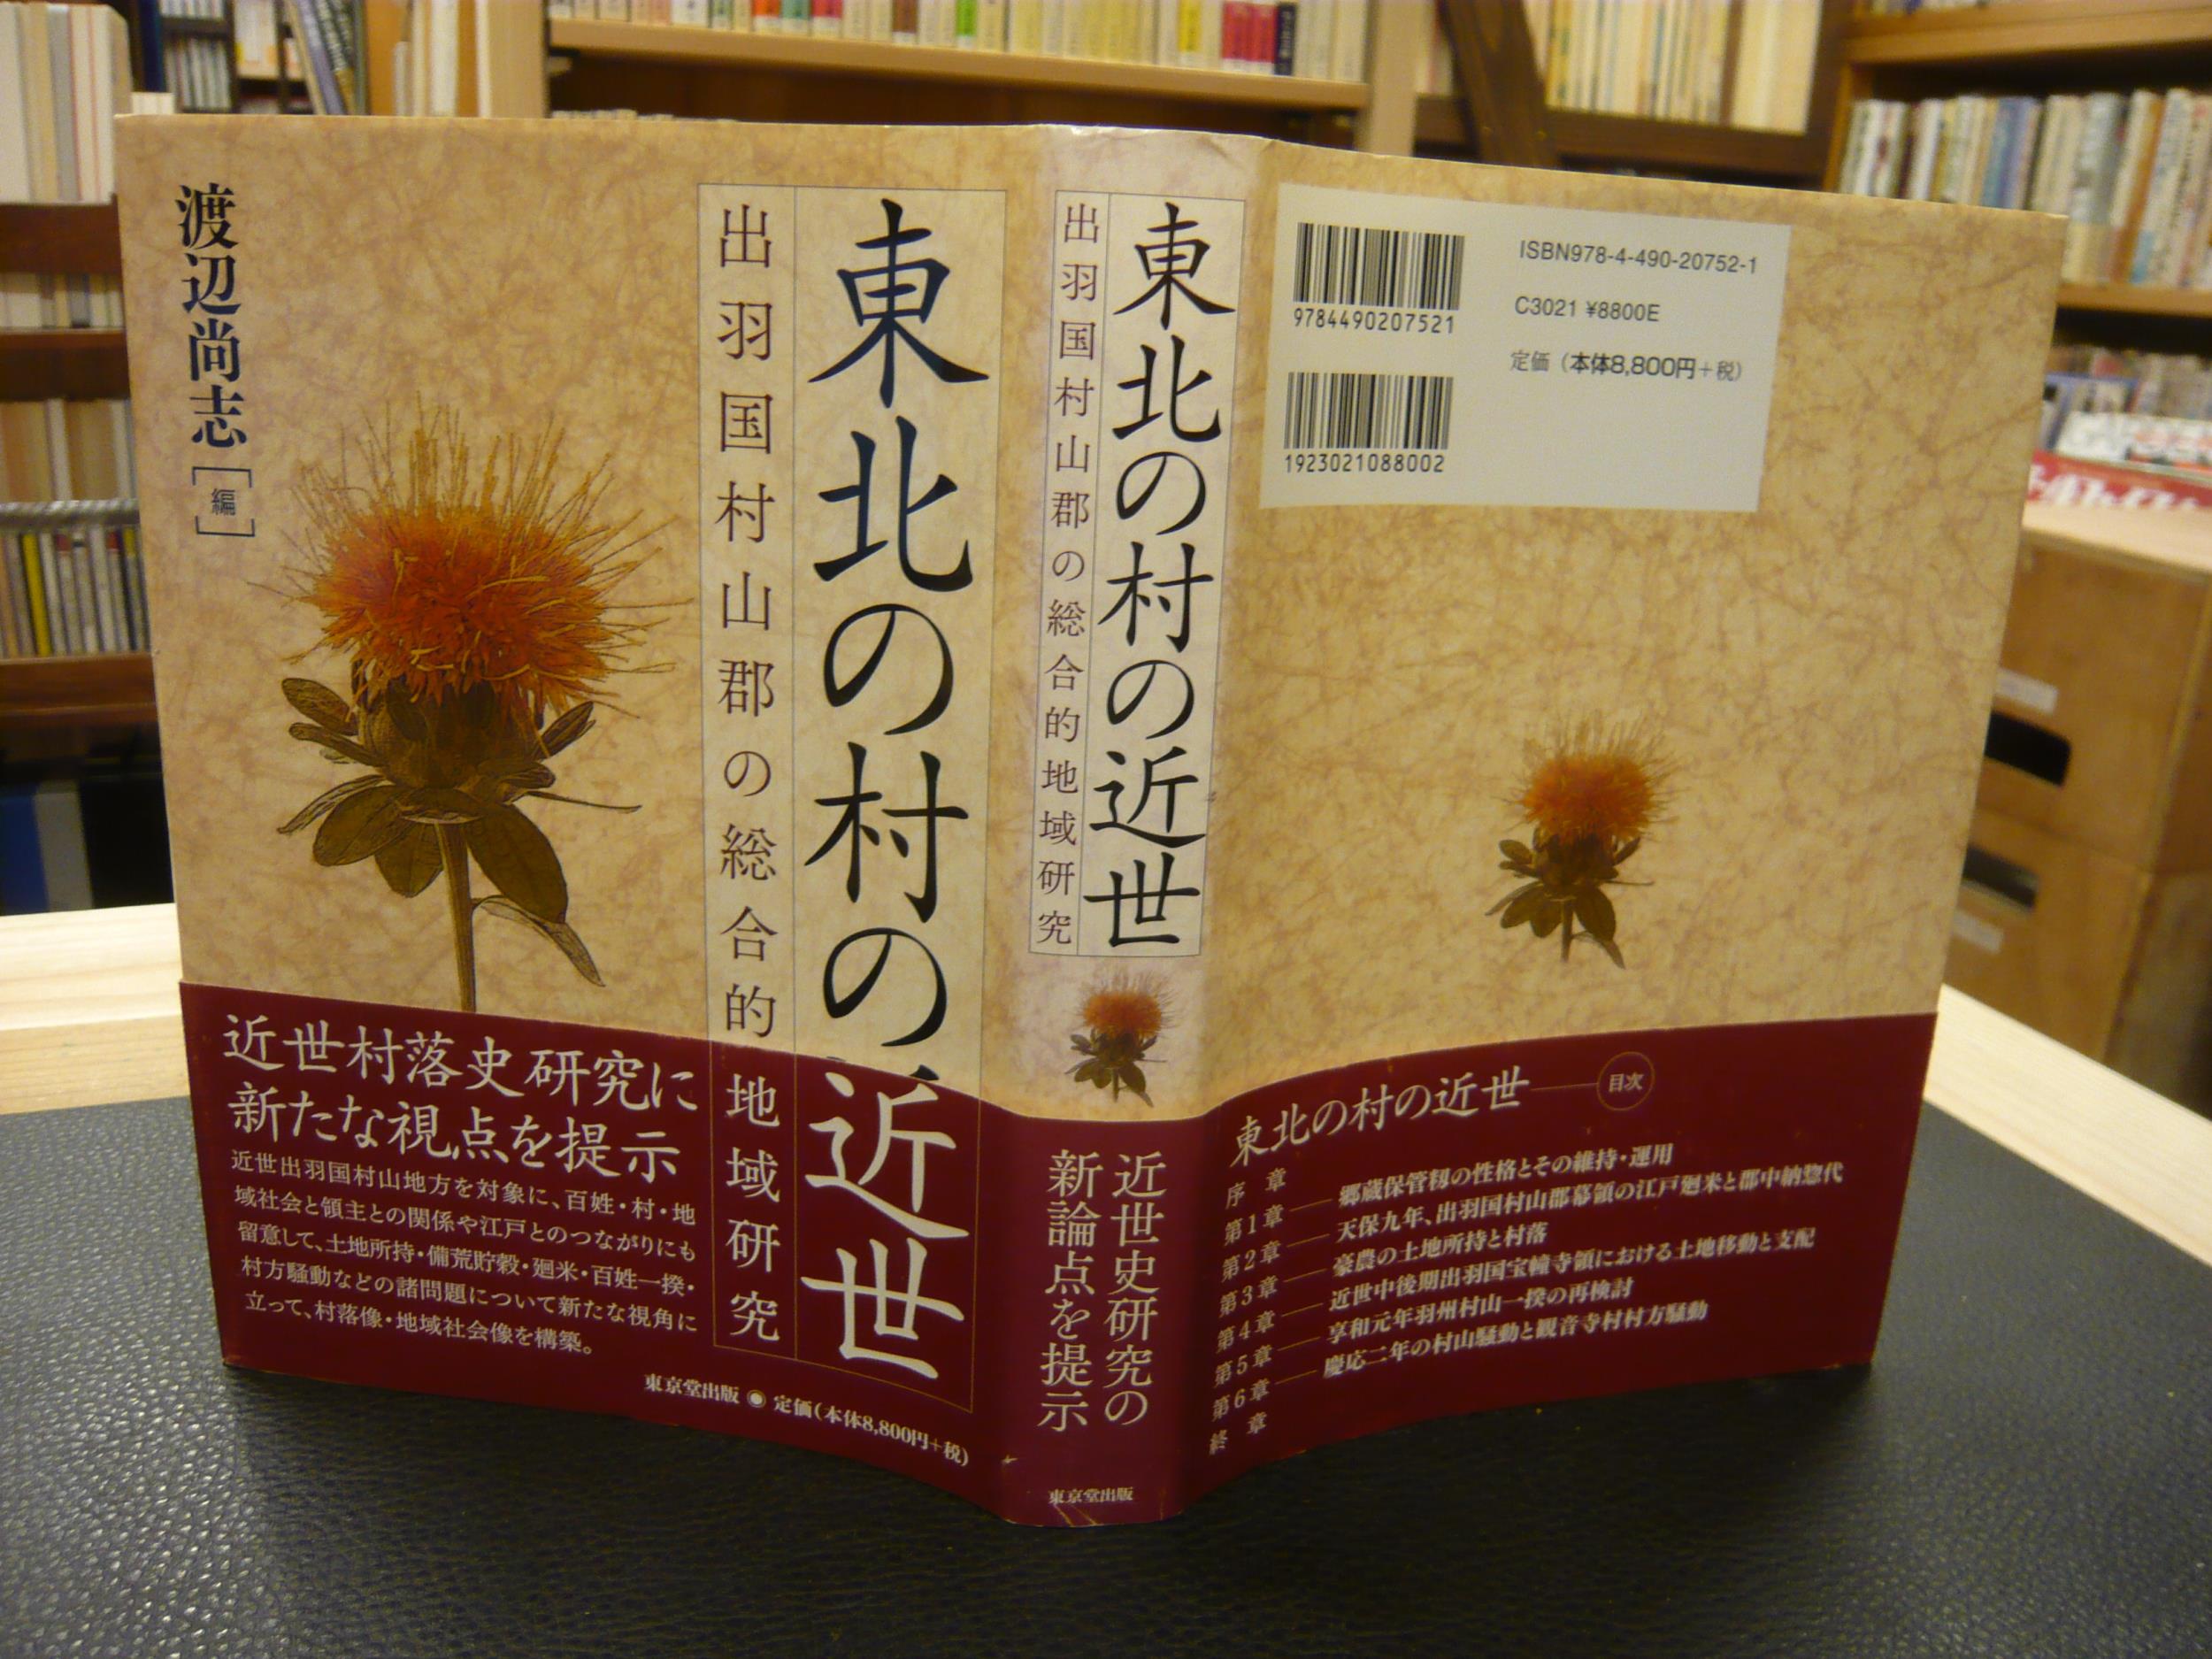 渡辺尚志［編］
東北の村の近世
出羽国村山郡の総合的地域研究
近世村落史研究に
新たな視点を提示
近世出羽国村山地方を対象に、百姓・村・地
域社会と領主との関係や江戸とのつながりにも
留意して、土地所持・備荒貯穀・廻米・百姓一揆・
村方騒動などの諸問題について新たな視角に
立って、村落像・地域社会像を構築。
東京堂出版 ◉ 定価(本体8,800円+税)
東北の村の近世
出羽国村山郡の総合的地域研究
近世史研究の
新論点を提示
東京堂出版
9784490207521
1923021088002
ISBN978-4-490-20752-1
C3021 ¥8800E
定価（本体8,800円＋税）
東北の村の近世――目次
序 章
第1章――郷蔵保管籾の性格とその維持・運用
第2章――天保九年、出羽国村山郡幕領の江戸廻米と郡中納惣代
第3章――豪農の土地所持と村落
第4章――近世中後期出羽国宝幢寺領における土地移動と支配
第5章――享和元年羽州村山一揆の再検討
第6章――慶応二年の村山騒動と観音寺村村方騒動
終 章